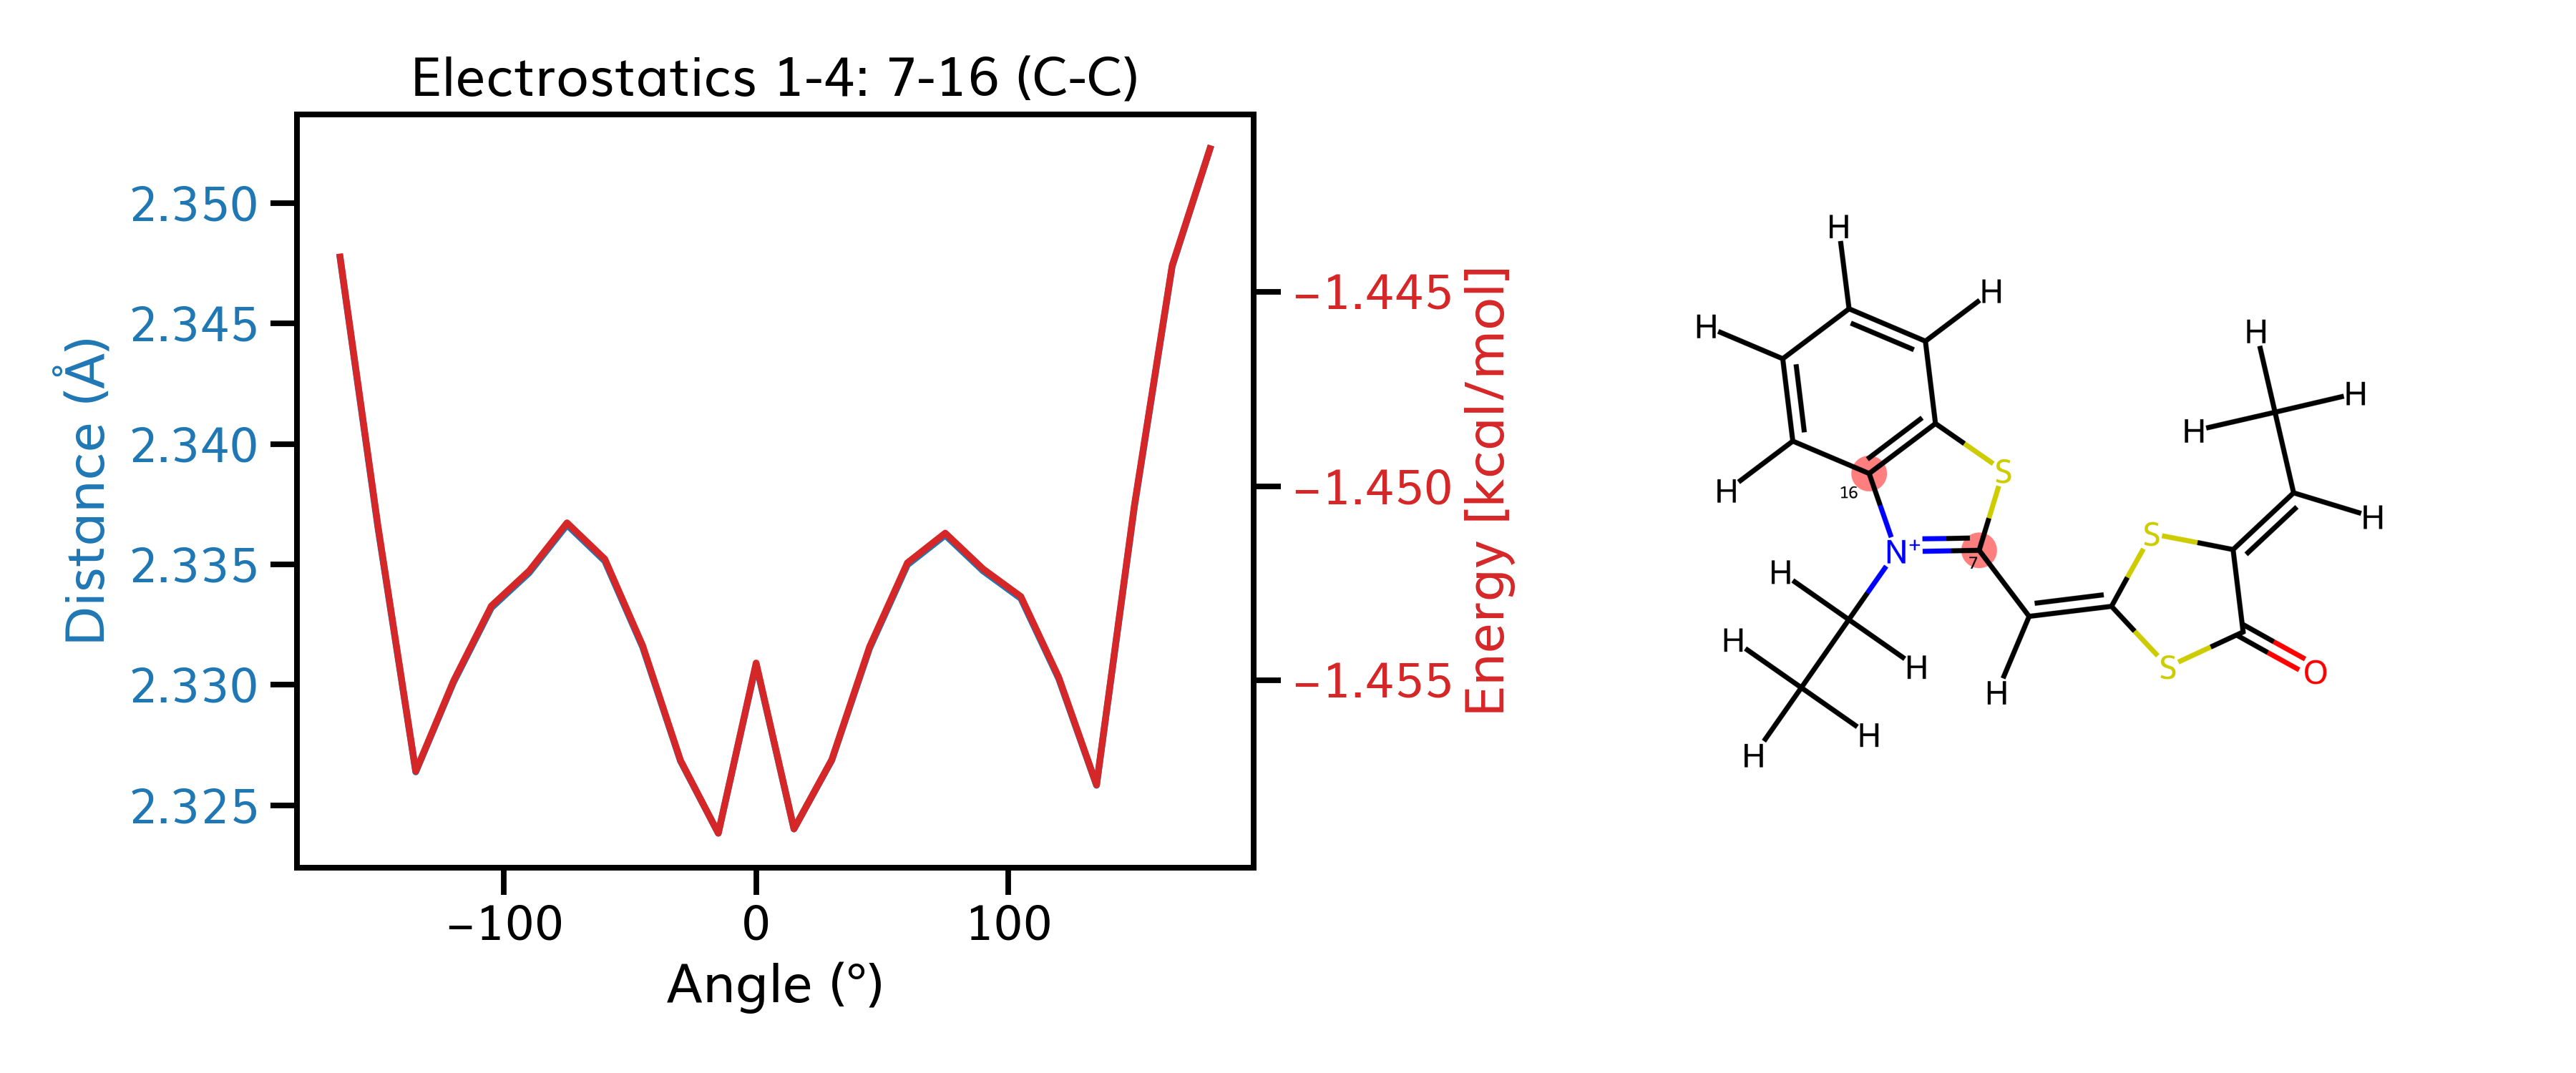 Electrostatics 1-4: 7-16 (C-C)
Distance (Å)
2.350
2.345
2.340
2.335
2.330
2.325
−1.445
−1.450
−1.455
Energy [kcal/mol]
−100
0
100
Angle (°)
H
H
H
H
H
H
H
S
H
16
H
H
S
N+
7
H
H
H
S
O
H
H
H